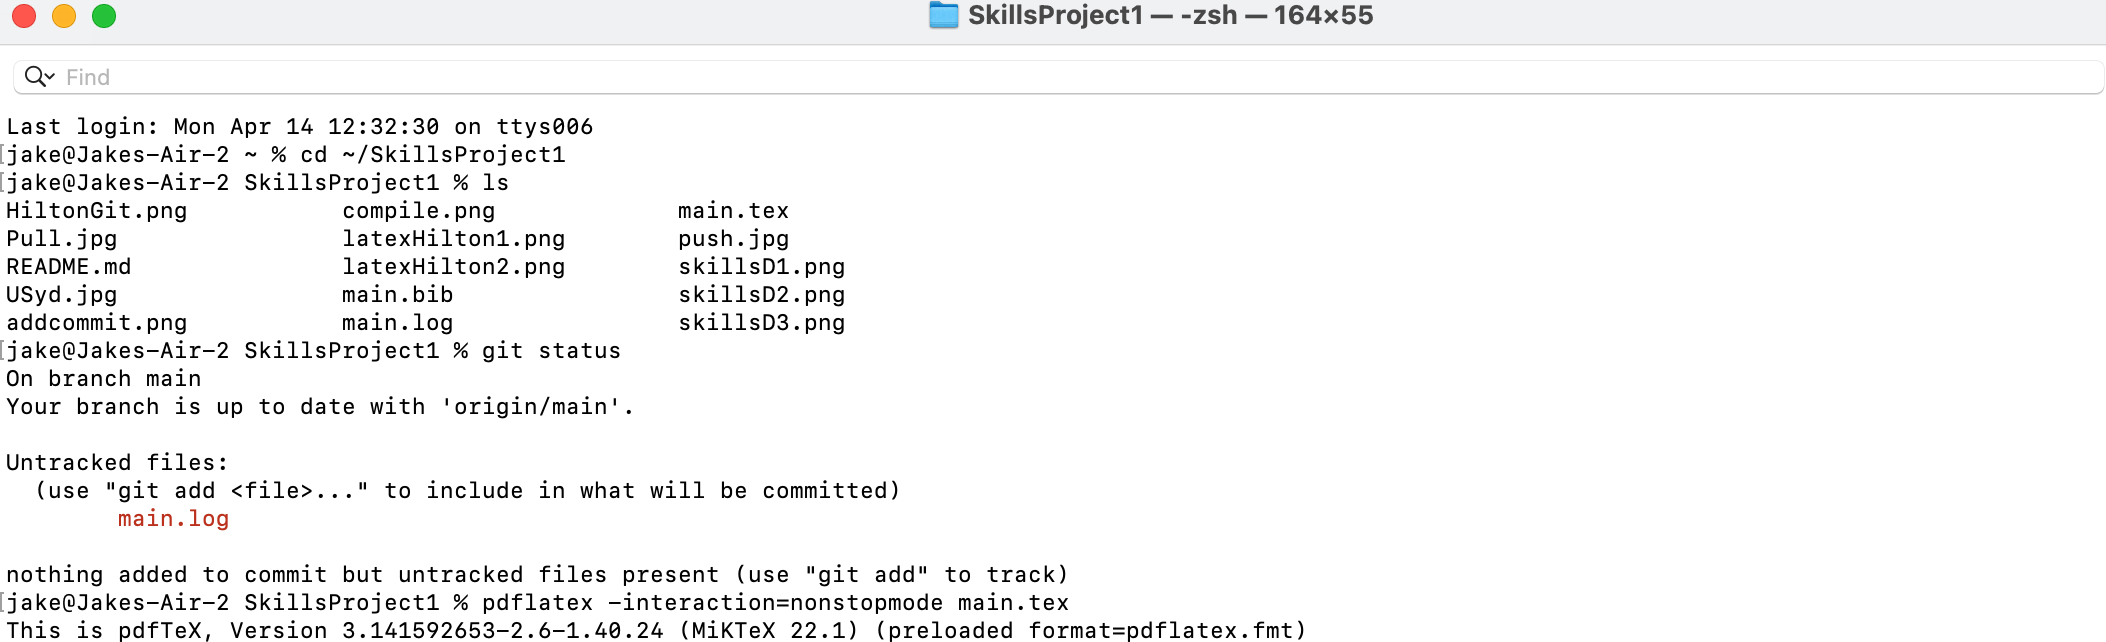 SkillsProject1 — -zsh — 164×55
Find
Last login: Mon Apr 14 12:32:30 on ttys006
jake@Jakes-Air-2 ~ % cd ~/SkillsProject1
jake@Jakes-Air-2 SkillsProject1 % ls
HiltonGit.png compile.png main.tex
Pull.jpg latexHilton1.png push.jpg
README.md latexHilton2.png skillsD1.png
USyd.jpg main.bib skillsD2.png
addcommit.png main.log skillsD3.png
jake@Jakes-Air-2 SkillsProject1 % git status
On branch main
Your branch is up to date with 'origin/main'.
Untracked files:
(use "git add <file>..." to include in what will be committed)
main.log
nothing added to commit but untracked files present (use "git add" to track)
jake@Jakes-Air-2 SkillsProject1 % pdflatex -interaction=nonstopmode main.tex
This is pdfTeX, Version 3.141592653-2.6-1.40.24 (MiKTeX 22.1) (preloaded format=pdflatex.fmt)